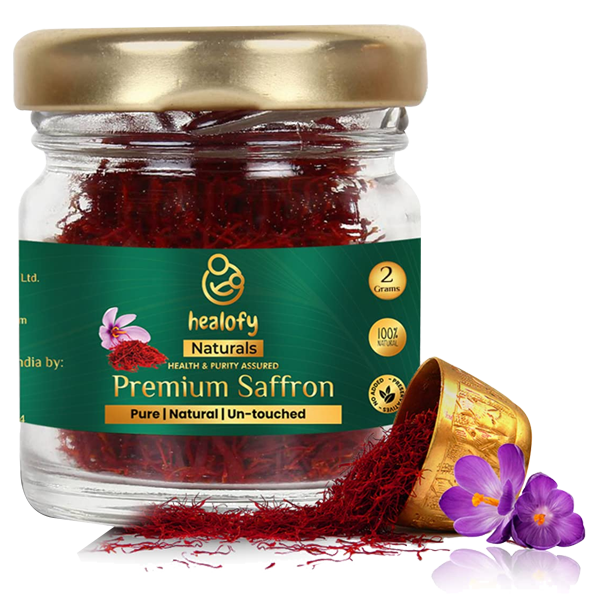 Ltd.
ndia by:
healofy
Naturals
HEALTH & PURITY ASSURED
Premium Saffron
Pure | Natural | Un-touched
2
Grams
100%
NATURAL
NO ADDED
PRESERVATIVES